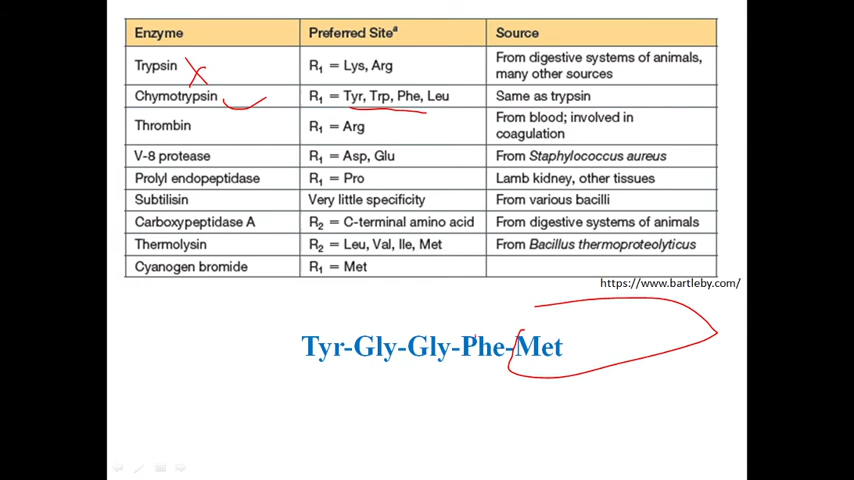 Enzyme Preferred Siteª Source
Trypsin R₁ = Lys, Arg From digestive systems of animals,
many other sources
Chymotrypsin R₁ = Tyr, Trp, Phe, Leu Same as trypsin
Thrombin R₁ = Arg From blood; involved in
coagulation
V-8 protease R₁ = Asp, Glu From Staphylococcus aureus
Prolyl endopeptidase R₁ = Pro Lamb kidney, other tissues
Subtilisin Very little specificity From various bacilli
Carboxypeptidase A R₂ = C-terminal amino acid From digestive systems of animals
Thermolysin R₂ = Leu, Val, Ile, Met From Bacillus thermoproteolyticus
Cyanogen bromide R₁ = Met
https://www.bartleby.com/
Tyr-Gly-Gly-Phe-Met